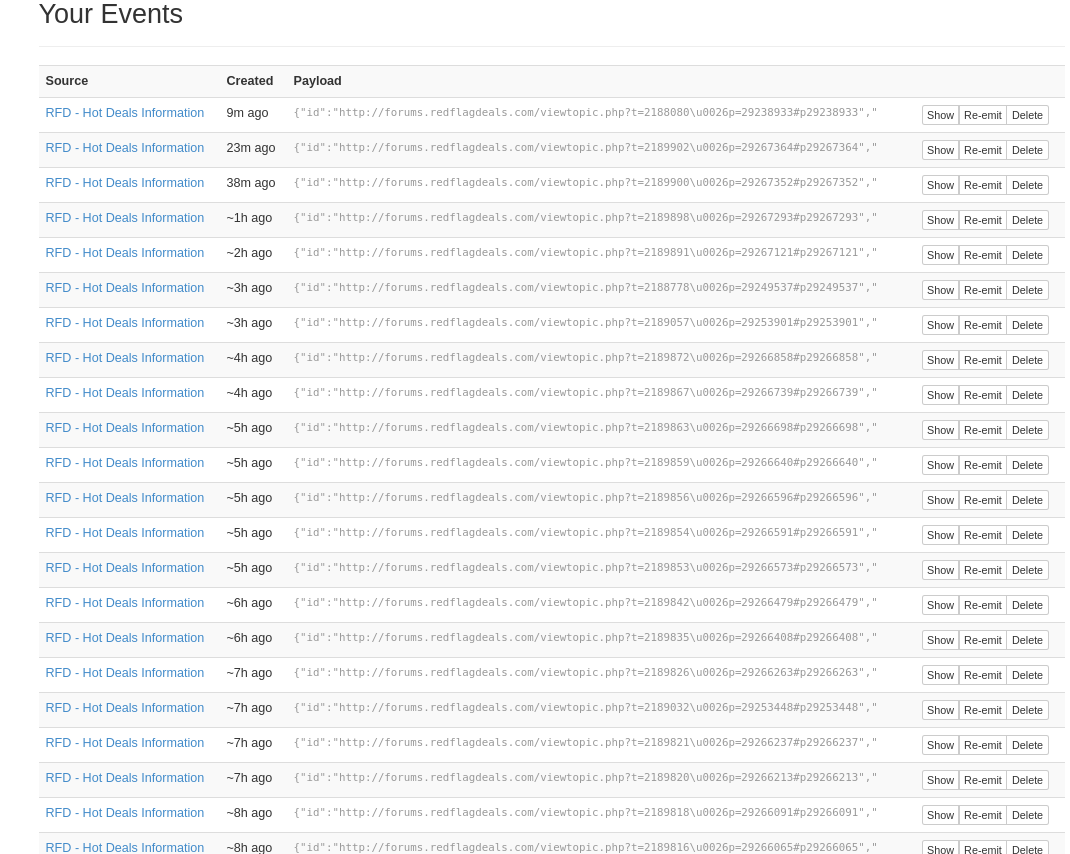 Your Events
Source Created Payload
RFD - Hot Deals Information 9m ago {"id":"http://forums.redflagdeals.com/viewtopic.php?t=2188080\u0026p=29238933#p29238933"," Show Re-emit Delete
RFD - Hot Deals Information 23m ago {"id":"http://forums.redflagdeals.com/viewtopic.php?t=2189902\u0026p=29267364#p29267364"," Show Re-emit Delete
RFD - Hot Deals Information 38m ago {"id":"http://forums.redflagdeals.com/viewtopic.php?t=2189900\u0026p=29267352#p29267352"," Show Re-emit Delete
RFD - Hot Deals Information ~1h ago {"id":"http://forums.redflagdeals.com/viewtopic.php?t=2189898\u0026p=29267293#p29267293"," Show Re-emit Delete
RFD - Hot Deals Information ~2h ago {"id":"http://forums.redflagdeals.com/viewtopic.php?t=2189891\u0026p=29267121#p29267121"," Show Re-emit Delete
RFD - Hot Deals Information ~3h ago {"id":"http://forums.redflagdeals.com/viewtopic.php?t=2188778\u0026p=29249537#p29249537"," Show Re-emit Delete
RFD - Hot Deals Information ~3h ago {"id":"http://forums.redflagdeals.com/viewtopic.php?t=2189057\u0026p=29253901#p29253901"," Show Re-emit Delete
RFD - Hot Deals Information ~4h ago {"id":"http://forums.redflagdeals.com/viewtopic.php?t=2189872\u0026p=29266858#p29266858"," Show Re-emit Delete
RFD - Hot Deals Information ~4h ago {"id":"http://forums.redflagdeals.com/viewtopic.php?t=2189867\u0026p=29266739#p29266739"," Show Re-emit Delete
RFD - Hot Deals Information ~5h ago {"id":"http://forums.redflagdeals.com/viewtopic.php?t=2189863\u0026p=29266698#p29266698"," Show Re-emit Delete
RFD - Hot Deals Information ~5h ago {"id":"http://forums.redflagdeals.com/viewtopic.php?t=2189859\u0026p=29266640#p29266640"," Show Re-emit Delete
RFD - Hot Deals Information ~5h ago {"id":"http://forums.redflagdeals.com/viewtopic.php?t=2189856\u0026p=29266596#p29266596"," Show Re-emit Delete
RFD - Hot Deals Information ~5h ago {"id":"http://forums.redflagdeals.com/viewtopic.php?t=2189854\u0026p=29266591#p29266591"," Show Re-emit Delete
RFD - Hot Deals Information ~5h ago {"id":"http://forums.redflagdeals.com/viewtopic.php?t=2189853\u0026p=29266573#p29266573"," Show Re-emit Delete
RFD - Hot Deals Information ~6h ago {"id":"http://forums.redflagdeals.com/viewtopic.php?t=2189842\u0026p=29266479#p29266479"," Show Re-emit Delete
RFD - Hot Deals Information ~6h ago {"id":"http://forums.redflagdeals.com/viewtopic.php?t=2189835\u0026p=29266408#p29266408"," Show Re-emit Delete
RFD - Hot Deals Information ~7h ago {"id":"http://forums.redflagdeals.com/viewtopic.php?t=2189826\u0026p=29266263#p29266263"," Show Re-emit Delete
RFD - Hot Deals Information ~7h ago {"id":"http://forums.redflagdeals.com/viewtopic.php?t=2189032\u0026p=29253448#p29253448"," Show Re-emit Delete
RFD - Hot Deals Information ~7h ago {"id":"http://forums.redflagdeals.com/viewtopic.php?t=2189821\u0026p=29266237#p29266237"," Show Re-emit Delete
RFD - Hot Deals Information ~7h ago {"id":"http://forums.redflagdeals.com/viewtopic.php?t=2189820\u0026p=29266213#p29266213"," Show Re-emit Delete
RFD - Hot Deals Information ~8h ago {"id":"http://forums.redflagdeals.com/viewtopic.php?t=2189818\u0026p=29266091#p29266091"," Show Re-emit Delete
RFD - Hot Deals Information ~8h ago {"id":"http://forums.redflagdeals.com/viewtopic.php?t=2189816\u0026p=29266065#p29266065"," Show Re-emit Delete